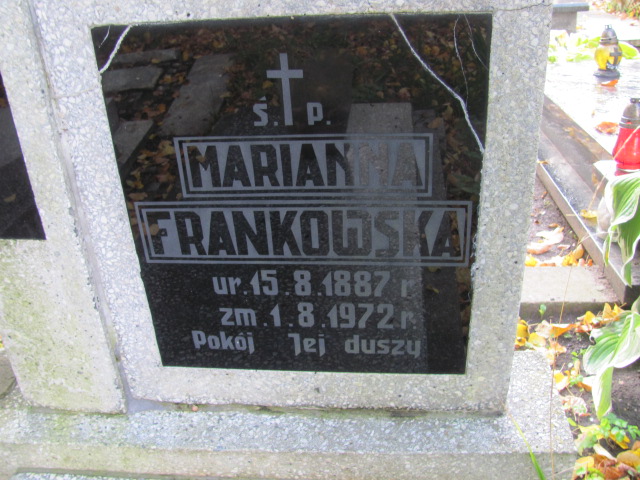 Ś. P.
MARIANNA
FRANKOWSKA
ur. 15.8.1887 r.
zm. 1.8.1972 r.
Pokój Jej duszy